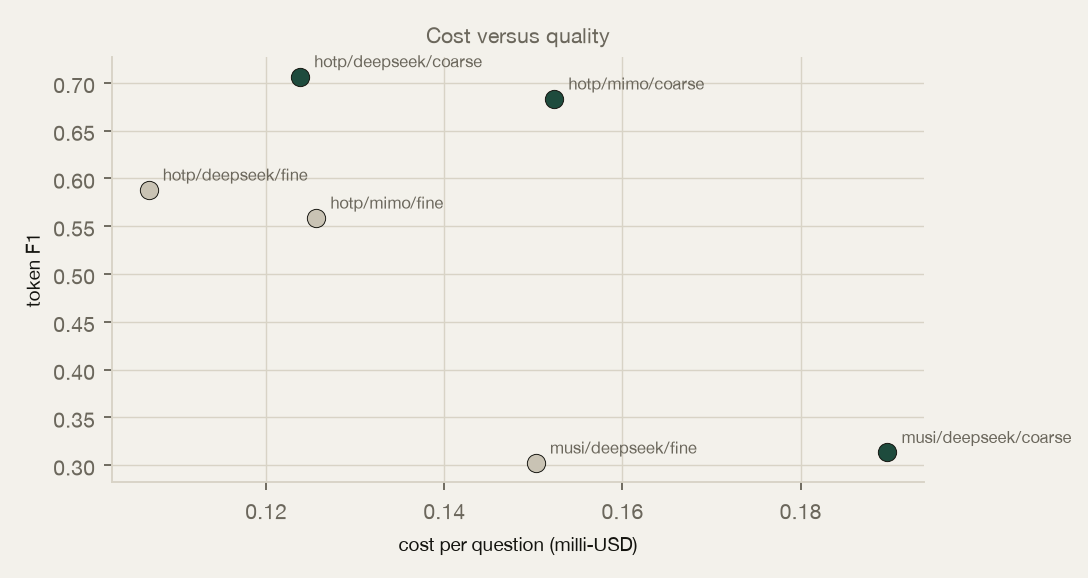 Cost versus quality
hotp/deepseek/coarse
0.70
hotp/mimo/coarse
0.65
0.60
hotp/deepseek/fine
hotp/mimo/fine
0.55
token F1
0.50
0.45
0.40
0.35
musi/deepseek/coarse
musi/deepseek/fine
0.30
0.12 0.14 0.16 0.18
cost per question (milli-USD)